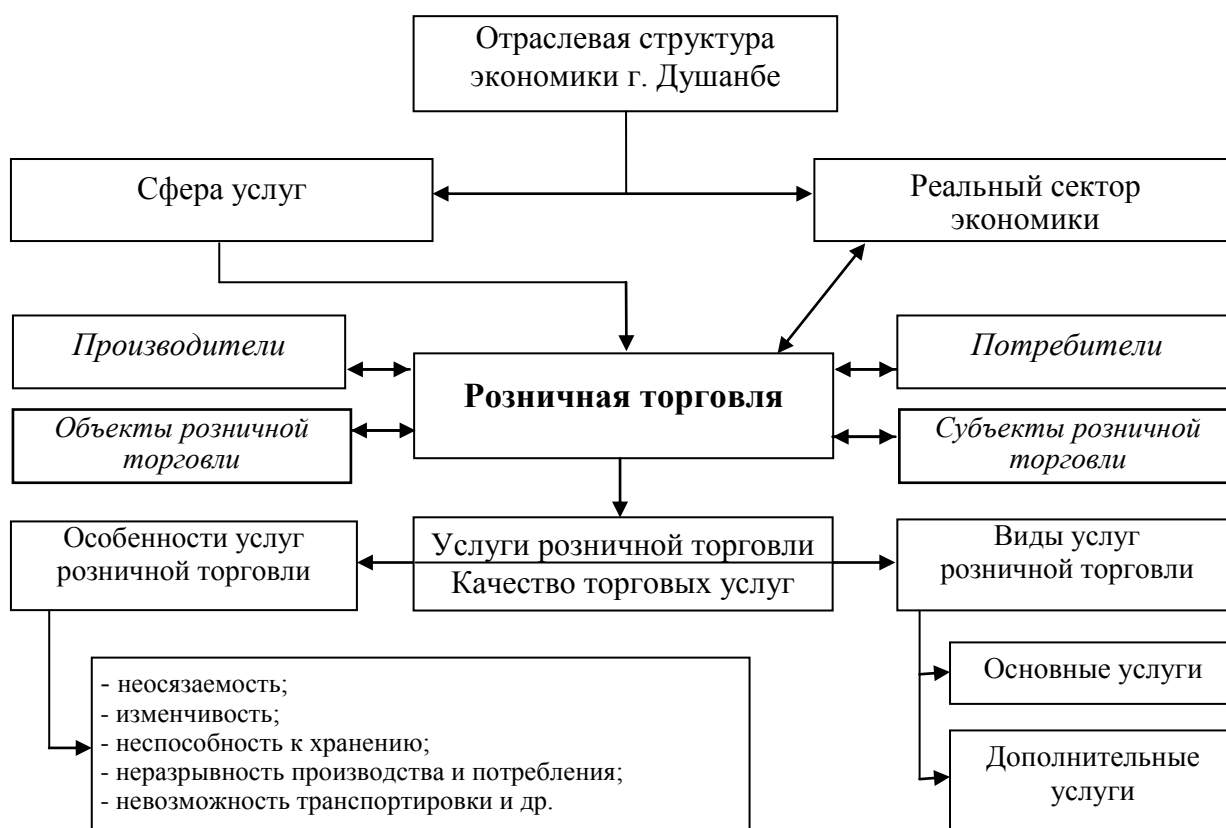 Отраслевая структура
экономики г. Душанбе
Сфера услуг
Реальный сектор
экономики
Производители
Потребители
Розничная торговля
Объекты розничной
торговли
Субъекты розничной
торговли
Особенности услуг
розничной торговли
Услуги розничной торговли
Качество торговых услуг
Виды услуг
розничной торговли
- неосязаемость;
- изменчивость;
- неспособность к хранению;
- неразрывность производства и потребления;
- невозможность транспортировки и др.
Основные услуги
Дополнительные
услуги